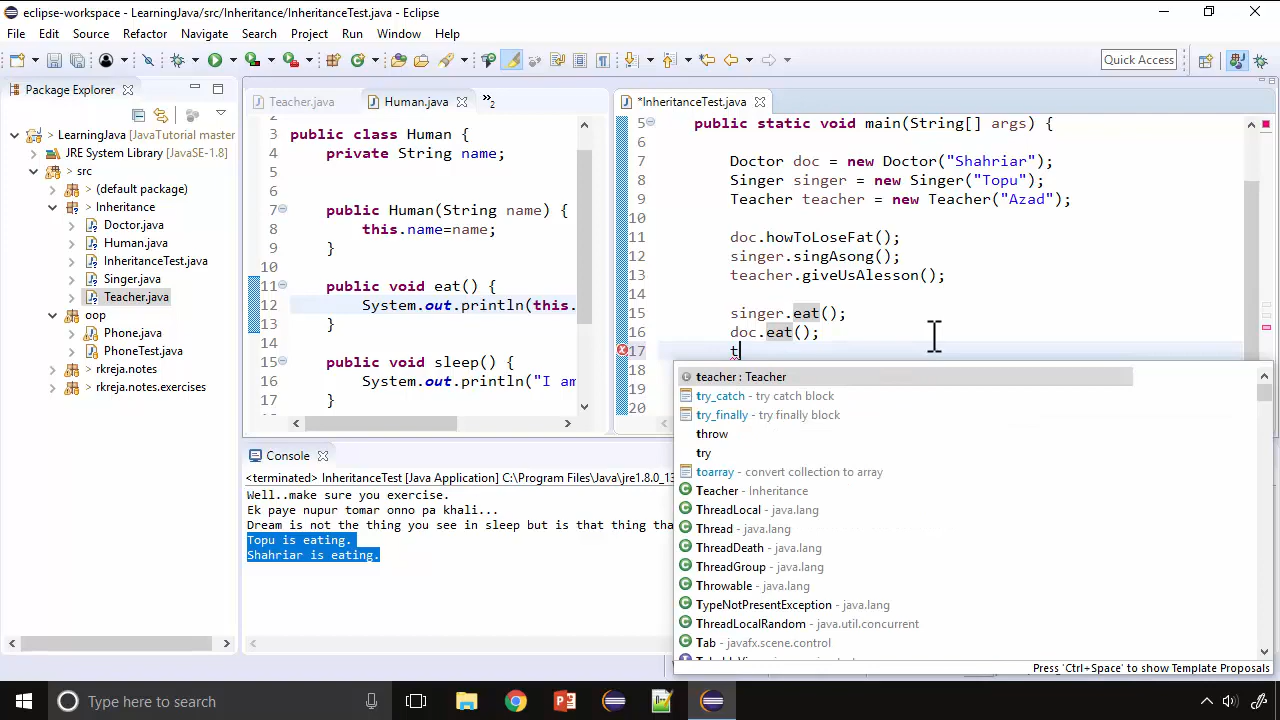 eclipse-workspace - LearningJava/src/Inheritance/InheritanceTest.java - Eclipse
File Edit Source Refactor Navigate Search Project Run Window Help
Quick Access
Package Explorer
> LearningJava [JavaTutorial master
JRE System Library [JavaSE-1.8]
> src
> (default package)
> Inheritance
> Doctor.java
> Human.java
> InheritanceTest.java
> Singer.java
> Teacher.java
> oop
> Phone.java
> PhoneTest.java
> rkreja.notes
> rkreja.notes.exercises
Teacher.java
Human.java
»2
2
3 public class Human {
4 private String name;
5
6
7 public Human(String name) {
8 this.name=name;
9 }
10
11 public void eat() {
12 System.out.println(this.
13 }
14
15 public void sleep() {
16 System.out.println("I am
17 }
*InheritanceTest.java
5 public static void main(String[] args) {
6
7 Doctor doc = new Doctor("Shahriar");
8 Singer singer = new Singer("Topu");
9 Teacher teacher = new Teacher("Azad");
10
11 doc.howToLoseFat();
12 singer.singAsong();
13 teacher.giveUsAlesson();
14
15 singer.eat();
16 doc.eat();
17 t
18
19
20
teacher : Teacher
try_catch - try catch block
try_finally - try finally block
throw
try
toarray - convert collection to array
Teacher - Inheritance
ThreadLocal - java.lang
Thread - java.lang
ThreadDeath - java.lang
ThreadGroup - java.lang
Throwable - java.lang
TypeNotPresentException - java.lang
ThreadLocalRandom - java.util.concurrent
Tab - javafx.scene.control
Press 'Ctrl+Space' to show Template Proposals
Console
<terminated> InheritanceTest [Java Application] C:\Program Files\Java\jre1.8.0_13
Well..make sure you exercise.
Ek paye nupur tomar onno pa khali...
Dream is not the thing you see in sleep but is that thing tha
Topu is eating.
Shahriar is eating.
Type here to search